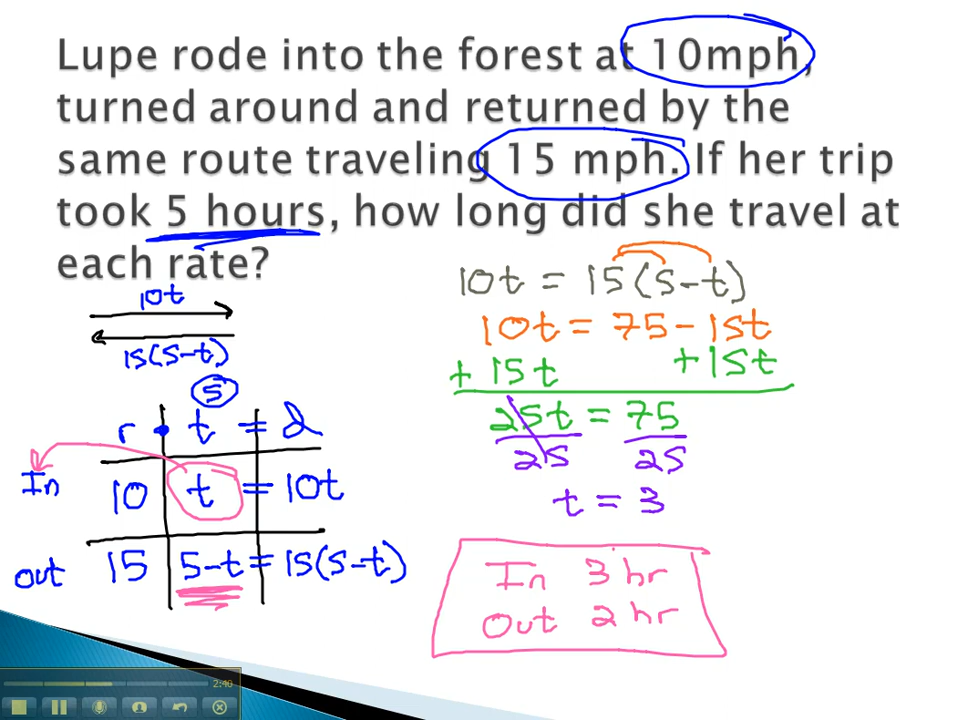 Lupe rode into the forest at 10mph,
turned around and returned by the
same route traveling 15 mph. If her trip
took 5 hours, how long did she travel at
each rate?
10t
15(5-t)
5
r • t = d
In 10 t = 10t
out 15 5-t = 15(5-t)
10t = 15(5-t)
10t = 75 - 15t
+ 15t + 15t
25t = 75
25 25
t = 3
In 3 hr
Out 2 hr
2:40